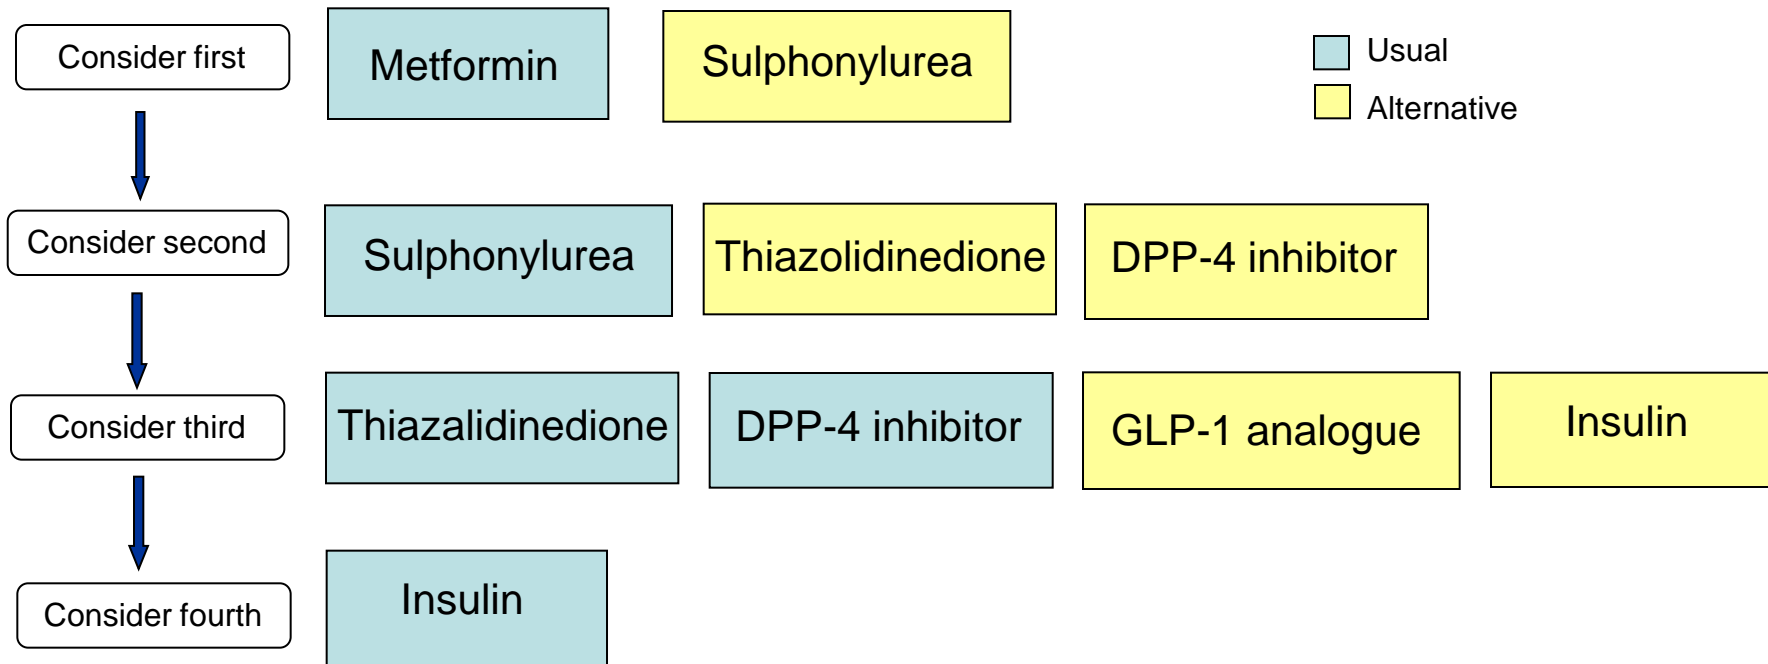 Consider first
Metformin
Sulphonylurea
Usual
Alternative
Consider second
Sulphonylurea
Thiazolidinedione
DPP-4 inhibitor
Consider third
Thiazalidinedione
DPP-4 inhibitor
GLP-1 analogue
Insulin
Consider fourth
Insulin